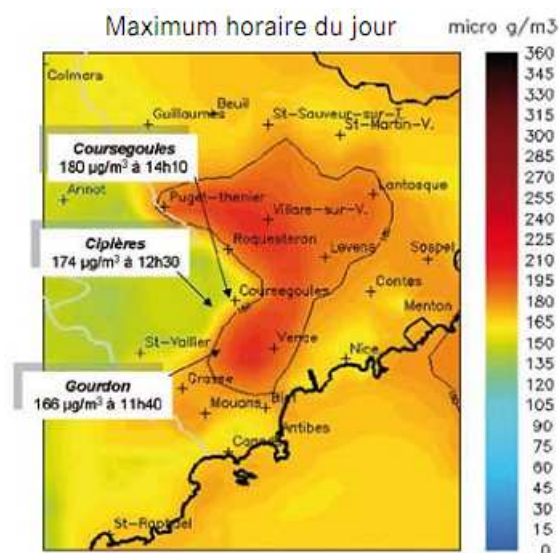 Maximum horaire du jour
micro g/m3
Colmars
Guillaumes
Beuil
St-Sauveur-sur-T.
St-Martin-V.
Coursegoules
180 µg/m³ à 14h10
Annot
Puget-thenier
Lantosque
Villars-sur-V.
Ciplères
174 µg/m³ à 12h30
Roquesteron
Levens
Sospel
Coursegoules
Contes
Menton
St-Vallier
Vence
Nice
Gourdon
166 µg/m³ à 11h40
Grasse
Mouans
Antibes
St-Raphael
360
345
330
315
300
285
270
255
240
225
210
195
180
165
150
135
120
105
90
75
60
45
30
15
0